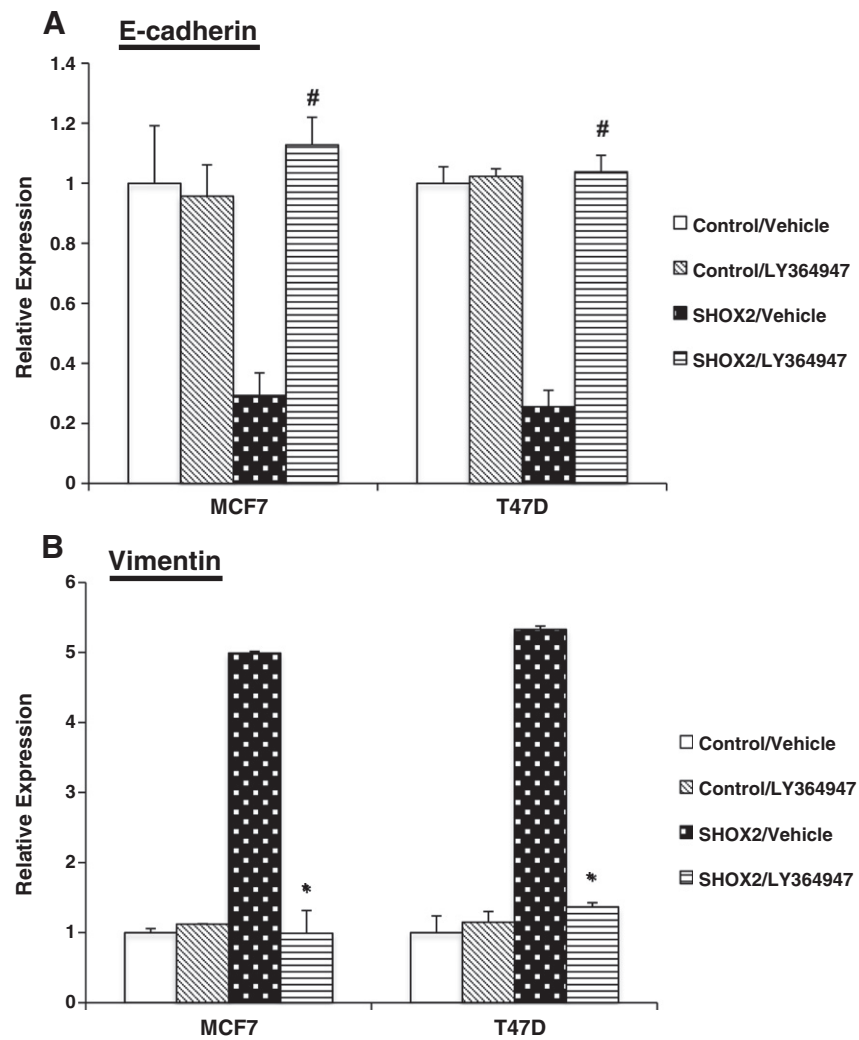 A
E-cadherin
1.4
1.2
1
0.8
0.6
0.4
0.2
0
Relative Expression
#
#
MCF7
T47D
Control/Vehicle
Control/LY364947
SHOX2/Vehicle
SHOX2/LY364947
B
Vimentin
6
5
4
3
2
1
0
Relative Expression
*
*
MCF7
T47D
Control/Vehicle
Control/LY364947
SHOX2/Vehicle
SHOX2/LY364947